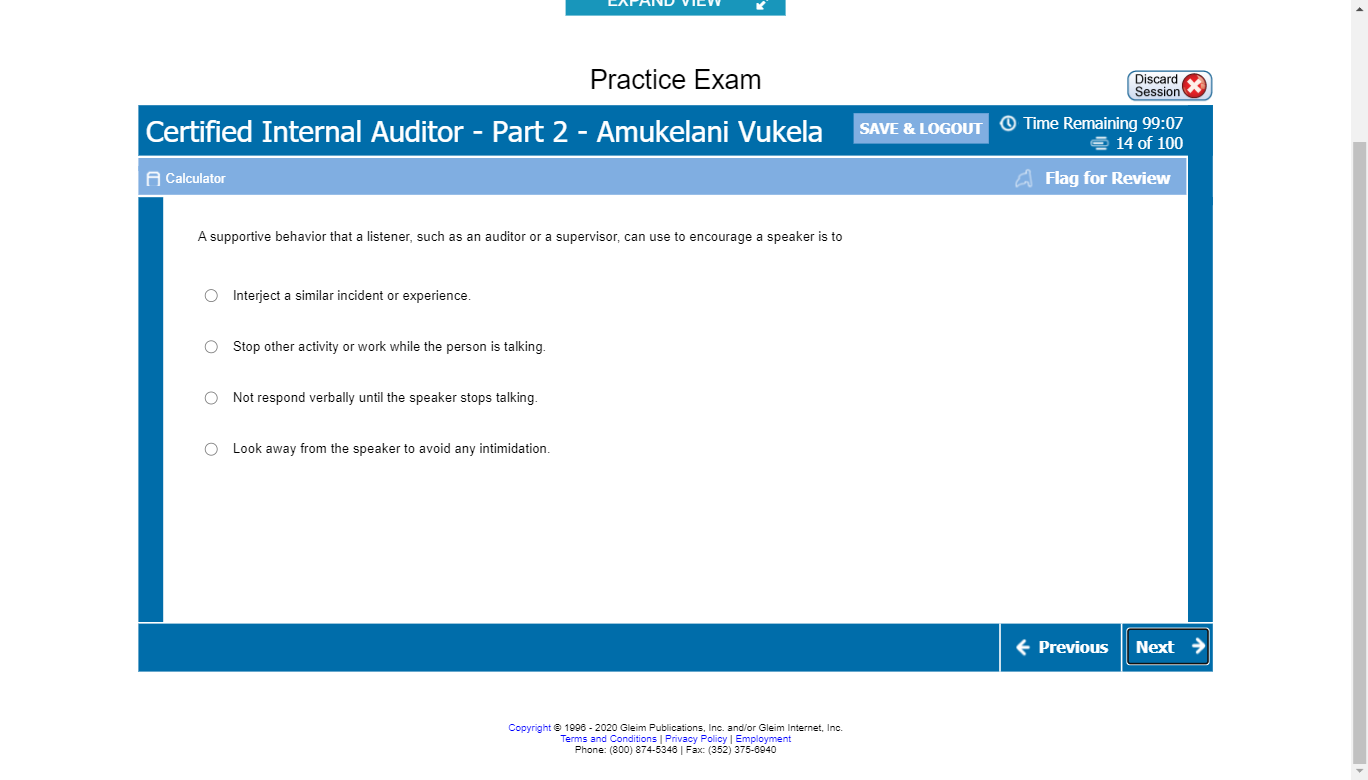 EXPAND VIEW
Practice Exam
Discard
Session
Certified Internal Auditor - Part 2 - Amukelani Vukela
SAVE & LOGOUT
Time Remaining 99:07
14 of 100
Calculator
Flag for Review
A supportive behavior that a listener, such as an auditor or a supervisor, can use to encourage a speaker is to
Interject a similar incident or experience.
Stop other activity or work while the person is talking.
Not respond verbally until the speaker stops talking.
Look away from the speaker to avoid any intimidation.
Previous
Next
Copyright © 1996 - 2020 Gleim Publications, Inc. and/or Gleim Internet, Inc.
Terms and Conditions | Privacy Policy | Employment
Phone: (800) 874-5346 | Fax: (352) 375-6940